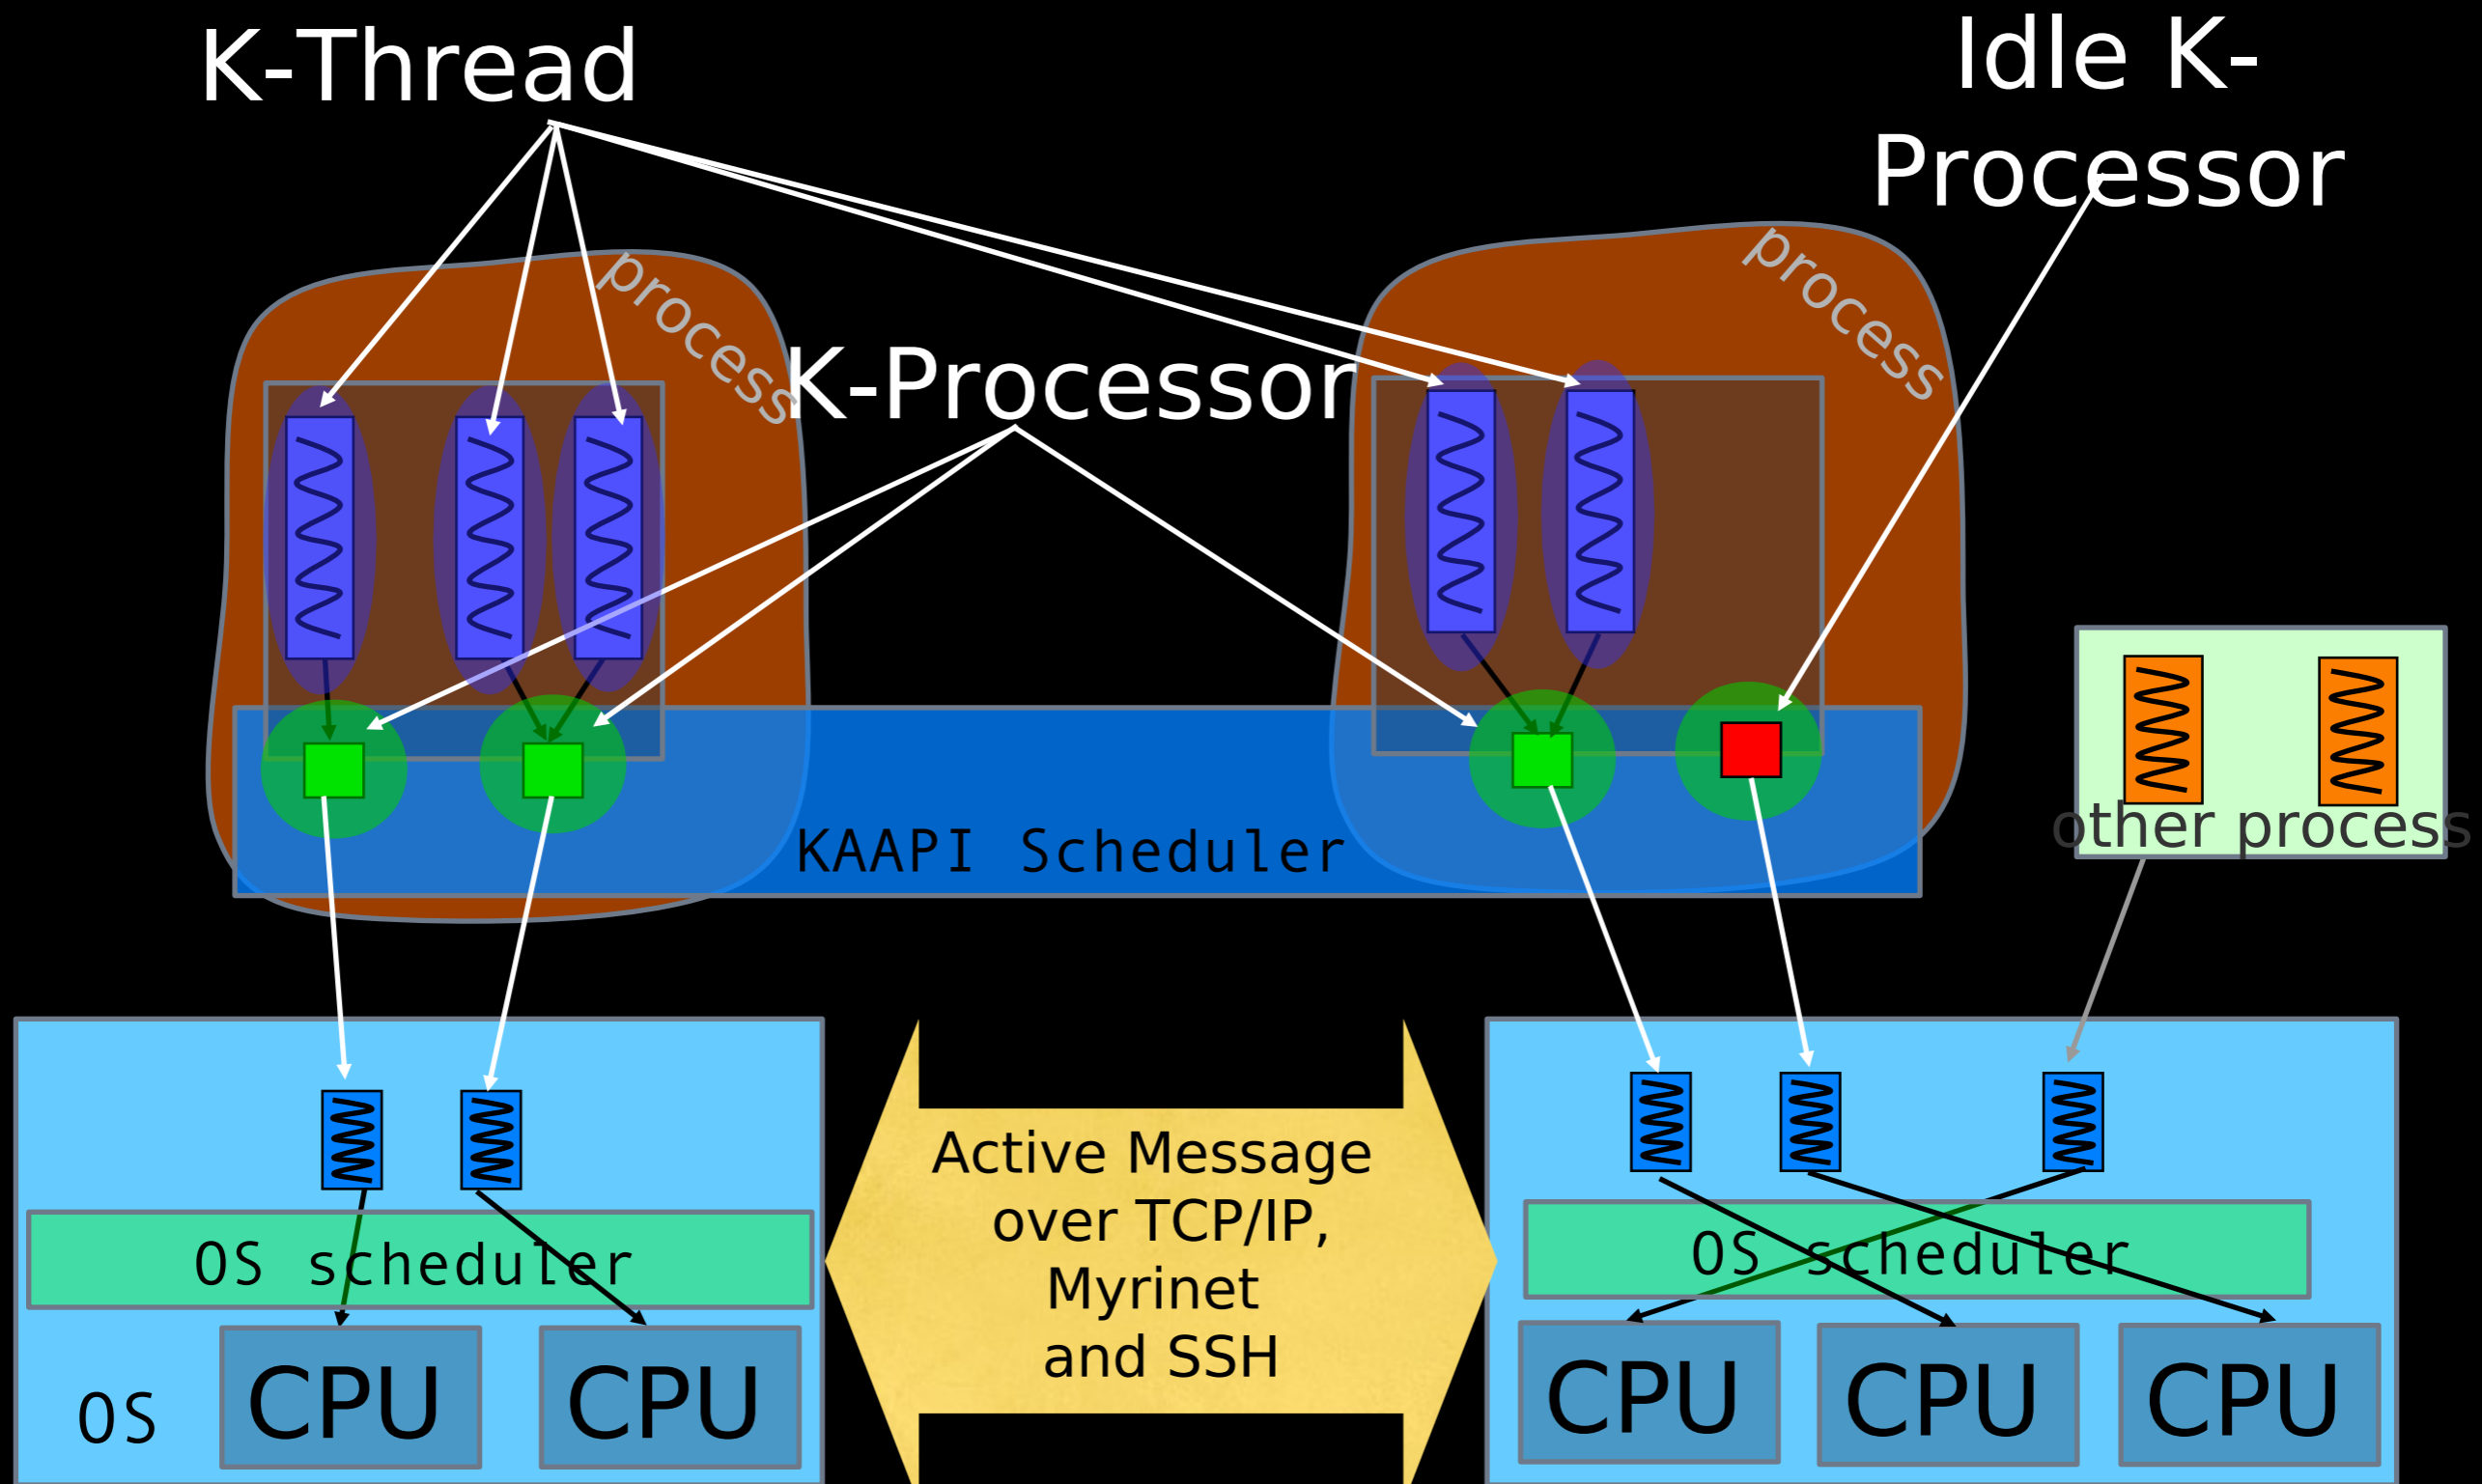 K-Thread
Idle K-
Processor
process
process
K-Processor
other process
KAAPI Scheduler
Active Message
over TCP/IP,
Myrinet
and SSH
OS scheduler
OS scheduler
OS
CPU
CPU
CPU
CPU
CPU